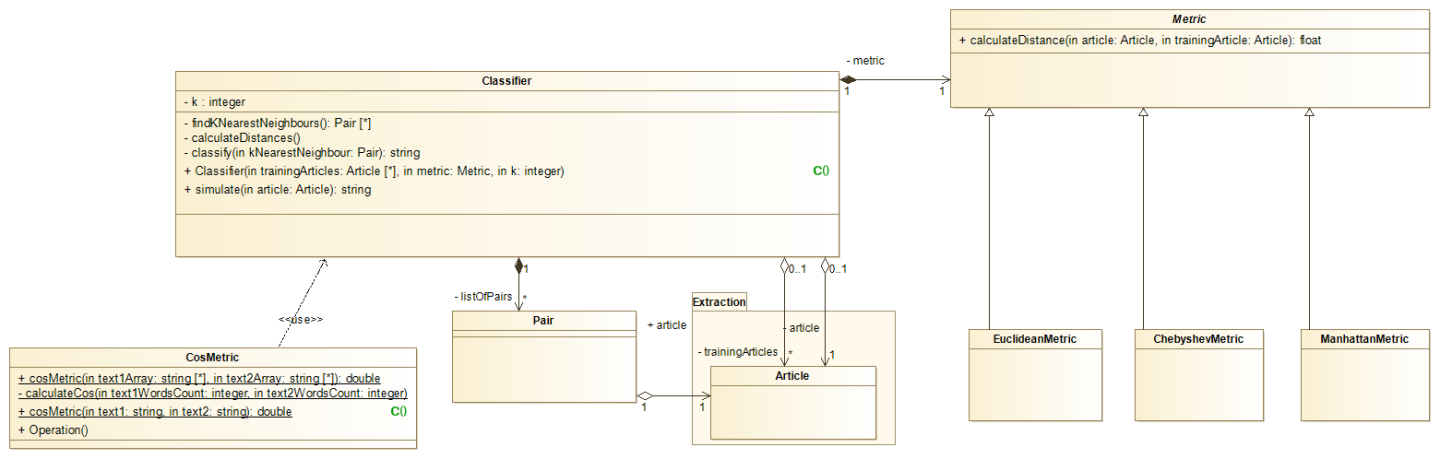 Metric
+ calculateDistance(in article: Article, in trainingArticle: Article): float
- metric
1
1
Classifier
- k : integer
- findKNearestNeighbours(): Pair [*]
- calculateDistances()
- classify(in kNearestNeighbour: Pair): string
+ Classifier(in trainingArticles: Article [*], in metric: Metric, in k: integer)
C()
+ simulate(in article: Article): string
1
0..1
0..1
- listOfPairs
*
Extraction
<<use>>
Pair
+ article
- article
- trainingArticles
*
1
EuclideanMetric
ChebyshevMetric
ManhattanMetric
CosMetric
+ cosMetric(in text1Array: string [*], in text2Array: string [*]): double
- calculateCos(in text1WordsCount: integer, in text2WordsCount: integer)
+ cosMetric(in text1: string, in text2: string): double
C()
+ Operation()
Article
1
1